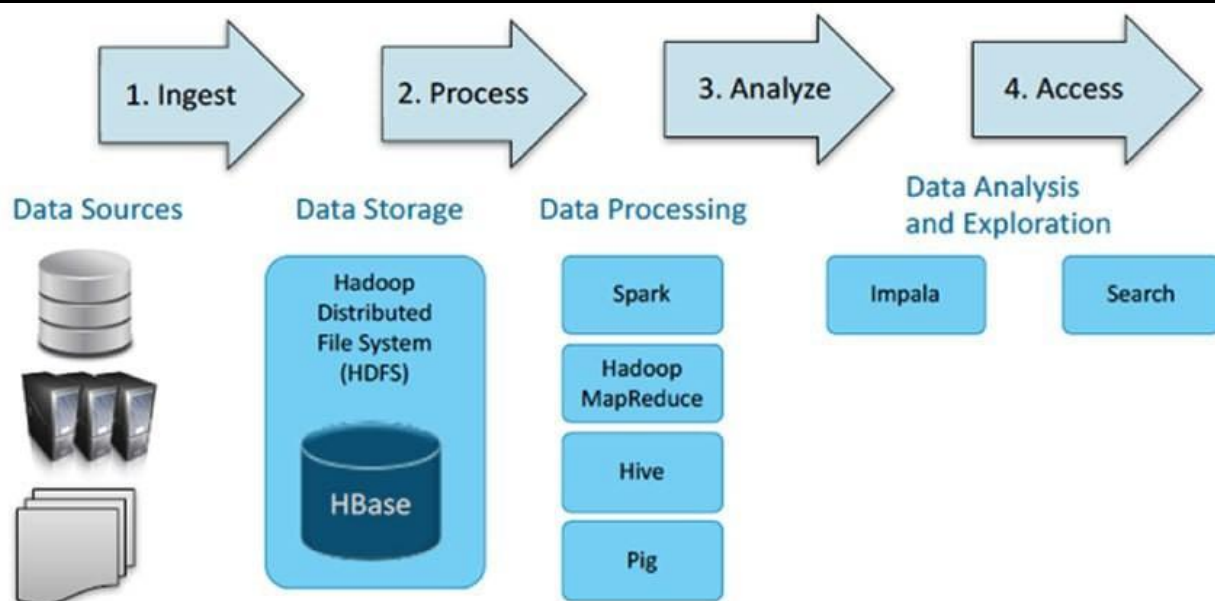 1. Ingest
2. Process
3. Analyze
4. Access
Data Sources
Data Storage
Data Processing
Data Analysis
and Exploration
Hadoop
Distributed
File System
(HDFS)
HBase
Spark
Hadoop
MapReduce
Hive
Pig
Impala
Search